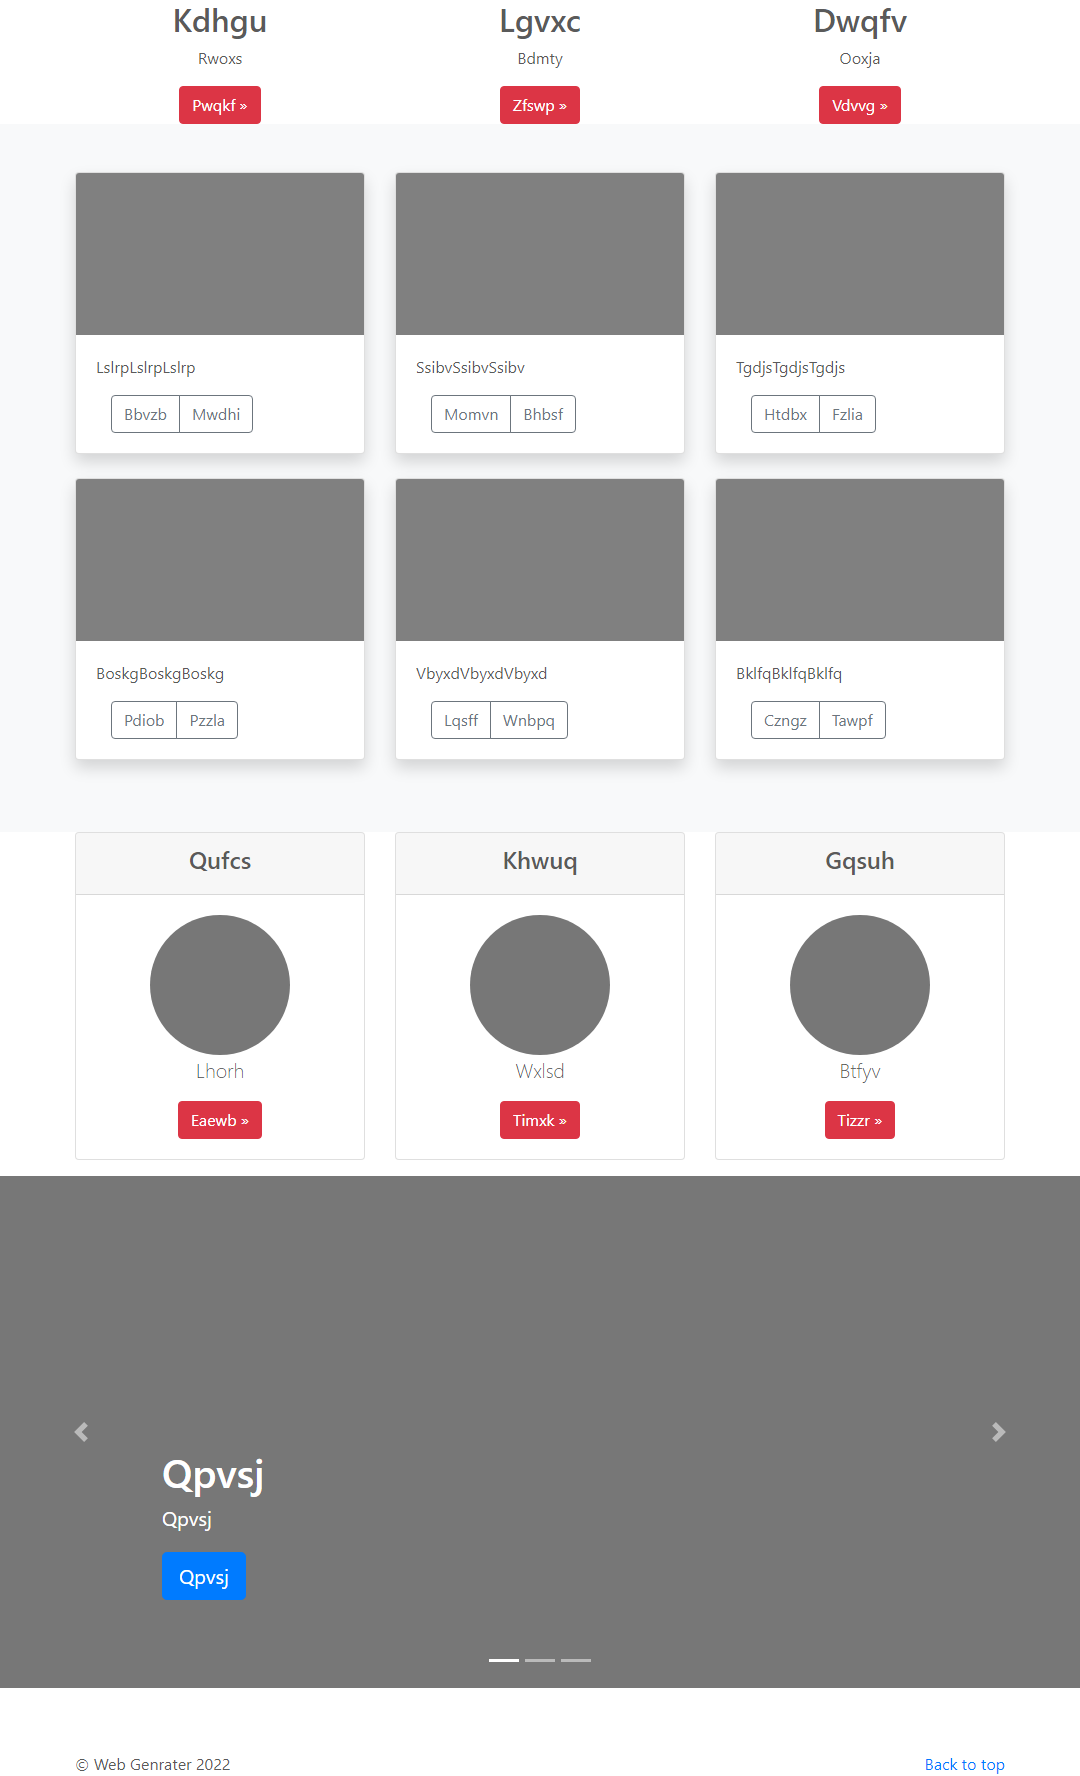 Kdhgu
Rwoxs
Pwqkf »
Lgvxc
Bdmty
Zfswp »
Dwqfv
Ooxja
Vdvvg »
LslrpLslrpLslrp
Bbvzb Mwdhi
SsibvSsibvSsibv
Momvn Bhbsf
TgdjsTgdjsTgdjs
Htdbx Fzlia
BoskgBoskgBoskg
Pdiob Pzzla
VbyxdVbyxdVbyxd
Lqsff Wnbpq
BklfqBklfqBklfq
Czngz Tawpf
Qufcs
Lhorh
Eaewb »
Khwuq
Wxlsd
Timxk »
Gqsuh
Btfyv
Tizzr »
Qpvsj
Qpvsj
Qpvsj
© Web Genrater 2022
Back to top